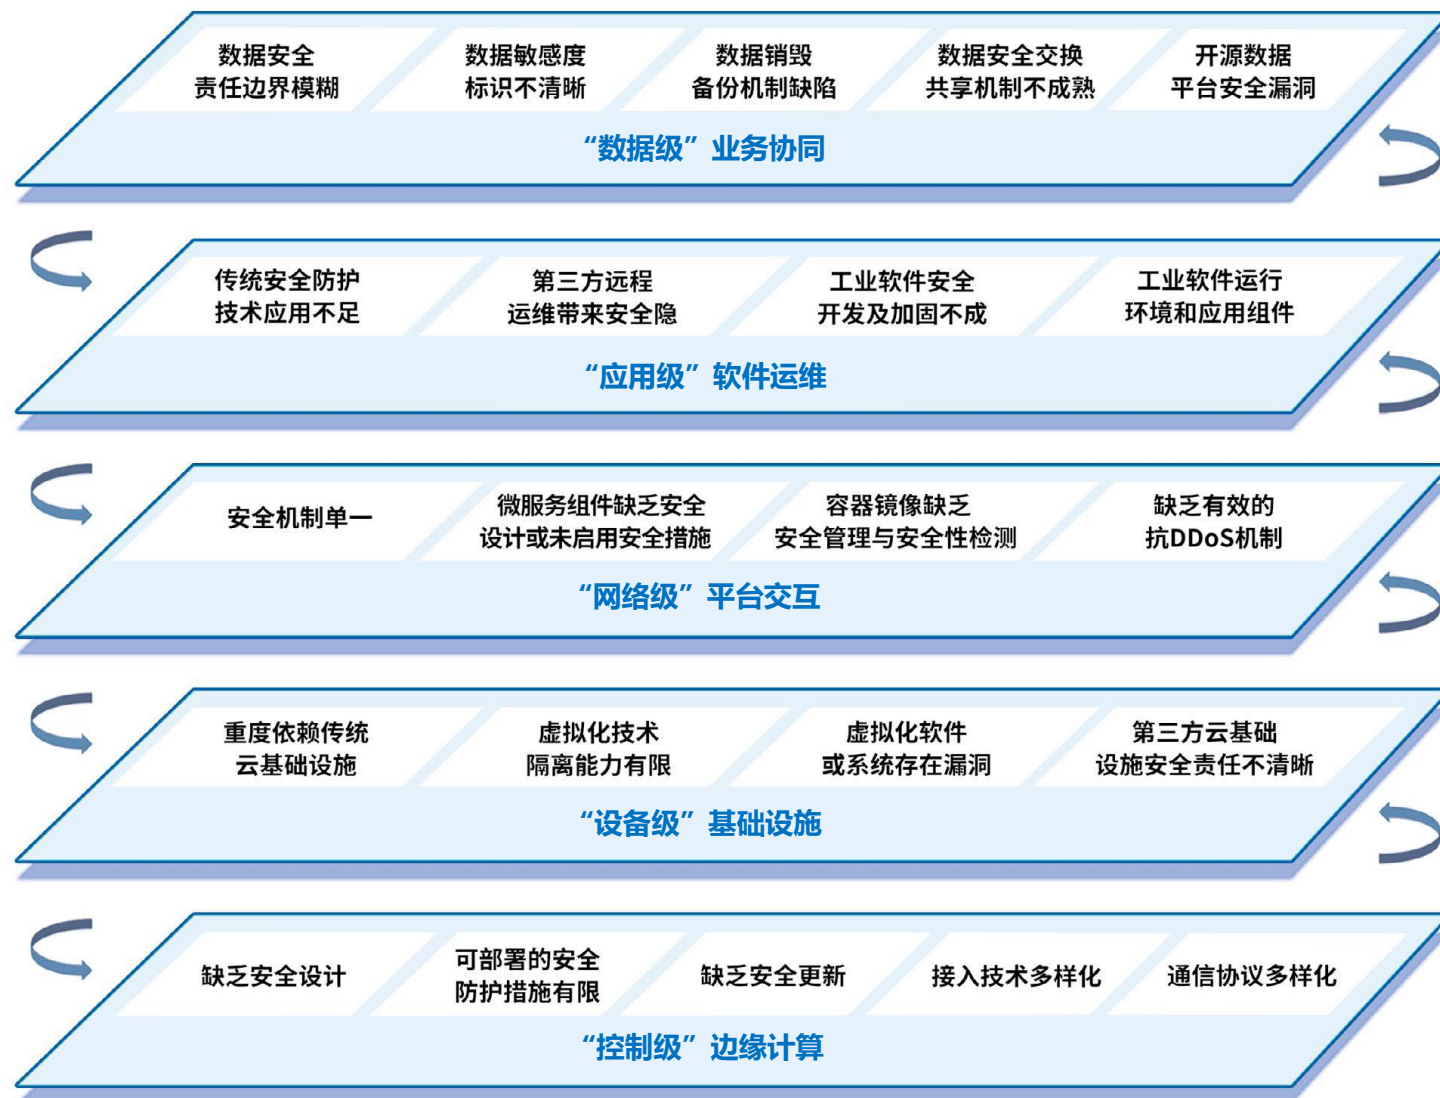 数据安全
责任边界模糊
数据敏感度
标识不清晰
数据销毁
备份机制缺陷
数据安全交换
共享机制不成熟
开源数据
平台安全漏洞
“数据级”业务协同
传统安全防护
技术应用不足
第三方远程
运维带来安全隐
工业软件安全
开发及加固不成
工业软件运行
环境和应用组件
“应用级”软件运维
安全机制单一
微服务组件缺乏安全
设计或未启用安全措施
容器镜像缺乏
安全管理与安全性检测
缺乏有效的
抗DDoS机制
“网络级”平台交互
重度依赖传统
云基础设施
虚拟化技术
隔离能力有限
虚拟化软件
或系统存在漏洞
第三方云基础
设施安全责任不清晰
“设备级”基础设施
缺乏安全设计
可部署的安全
防护措施有限
缺乏安全更新
接入技术多样化
通信协议多样化
“控制级”边缘计算